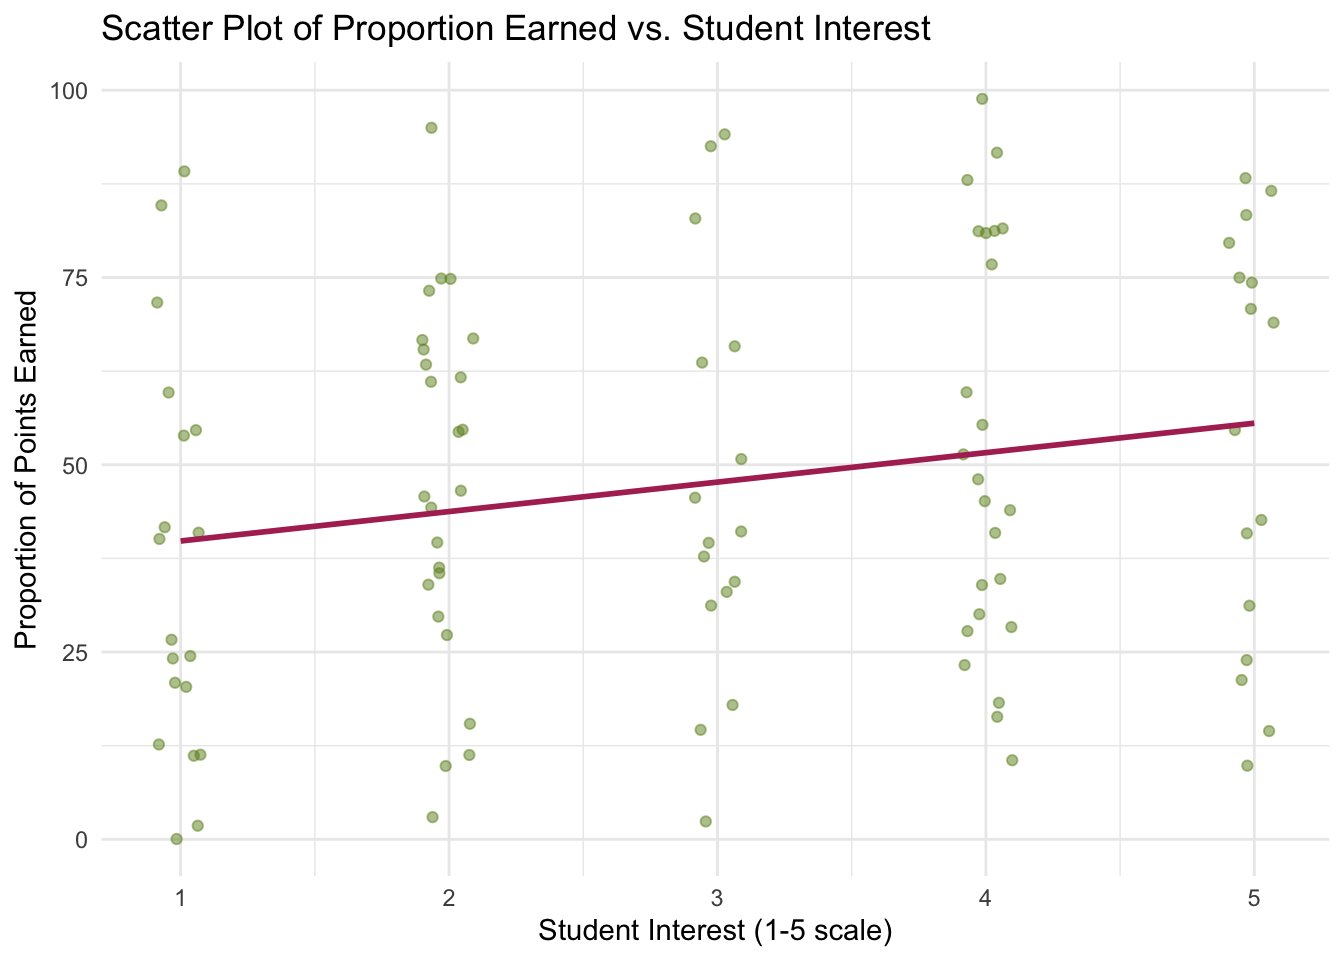 Scatter Plot of Proportion Earned vs. Student Interest
Proportion of Points Earned
100
75
50
25
0
1 2 3 4 5
Student Interest (1-5 scale)